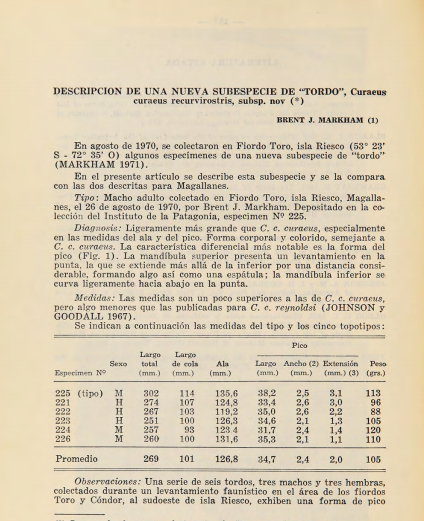 DESCRIPCION DE UNA NUEVA SUBESPECIE DE "TORDO", Curaeus
curaeus recurvirostris, subsp. nov (*)
BRENT J. MARKHAM (1)
En agosto de 1970, se colectaron en Fiordo Toro, isla Riesco (53° 23'
S - 72° 35' O) algunos especímenes de una nueva subespecie de "tordo"
(MARKHAM 1971).
En el presente artículo se describe esta subespecie y se la compara
con las dos descritas para Magallanes.
Tipo: Macho adulto colectado en Fiordo Toro, isla Riesco, Magalla-
nes, el 26 de agosto de 1970, por Brent J. Markham. Depositado en la co-
lección del Instituto de la Patagonia, especimen Nº 225.
Diagnosis: Ligeramente más grande que C. c. curaeus, especialmente
en las medidas del ala y del pico. Forma corporal y colorido, semejante a
C. c. curaeus. La característica diferencial más notable es la forma del
pico (Fig. 1). La mandíbula superior presenta un levantamiento en la
punta, la que se extiende más allá de la inferior por una distancia consi-
derable, formando algo así como una espátula; la mandíbula inferior se
curva ligeramente hacia abajo en la punta.
Medidas: Las medidas son un poco superiores a las de C. c. curaeus,
pero algo menores que las publicadas para C. c. reynoldsi (JOHNSON y
GOODALL 1967).
Se indican a continuación las medidas del tipo y los cinco topotipos:
Pico
Largo Largo
Sexo total de cola Ala Largo Ancho (2) Extensión Peso
Especimen Nº (mm.) (mm.) (mm.) (mm.) (mm.) (mm.) (3) (grs.)
225 (tipo) M 302 114 135,6 38,2 2,5 3,1 113
221 H 274 107 124,8 33,4 2,6 3,0 96
222 H 267 103 119,2 35,0 2,6 2,2 88
223 H 251 100 126,3 34,6 2,1 1,3 105
224 M 257 93 123 4 31,7 2,4 1,4 120
226 M 260 100 131,6 35,3 2,1 1,1 110
Promedio 269 101 126,8 34,7 2,4 2,0 105
Observaciones: Una serie de seis tordos, tres machos y tres hembras,
colectados durante un levantamiento faunístico en el área de los fiordos
Toro y Cóndor, al sudoeste de isla Riesco, exhiben una forma de pico